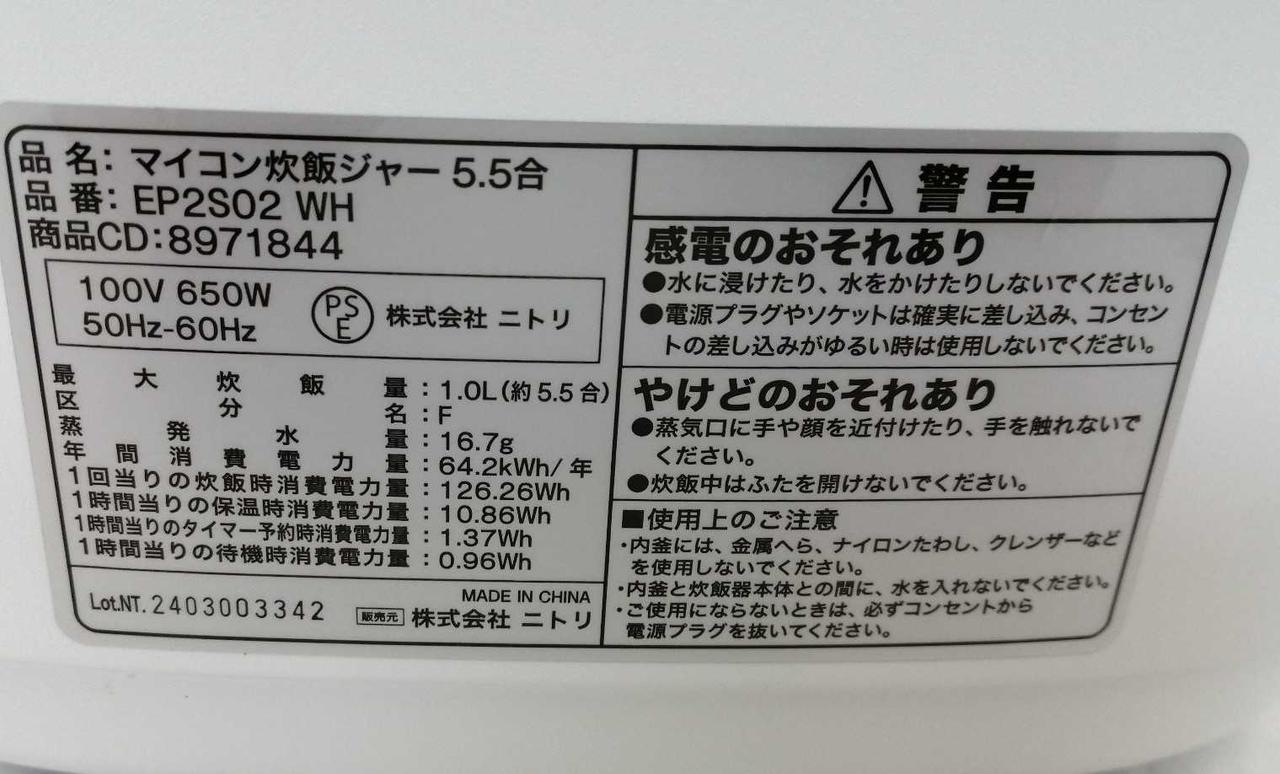 品名: マイコン炊飯ジャー 5.5合
品番: EP2S02 WH
商品CD:8971844
100V 650W
50Hz-60Hz
PSE
株式会社 ニトリ
最大炊飯量:1.0L(約5.5合)
区分名:F
蒸発水量:16.7g
年間消費電力量:64.2kWh/年
1回当りの炊飯時消費電力量:126.26Wh
1時間当りの保温時消費電力量:10.86Wh
1時間当りのタイマー予約時消費電力量:1.37Wh
1時間当りの待機時消費電力量:0.96Wh
MADE IN CHINA
Lot.NT. 2403003342 販売元 株式会社 ニトリ
警告
感電のおそれあり
●水に浸けたり、水をかけたりしないでください。
●電源プラグやソケットは確実に差し込み、コンセン
トの差し込みがゆるい時は使用しないでください。
やけどのおそれあり
●蒸気口に手や顔を近付けたり、手を触れないで
ください。
●炊飯中はふたを開けないでください。
■使用上のご注意
・内釜には、金属へら、ナイロンたわし、クレンザーなど
を使用しないでください。
・内釜と炊飯器本体との間に、水を入れないでください。
・ご使用にならないときは、必ずコンセントから
電源プラグを抜いてください。